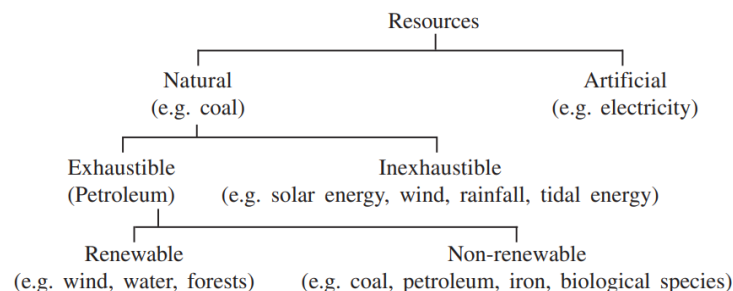 Resources
Natural Artificial
(e.g. coal) (e.g. electricity)
Exhaustible Inexhaustible
(Petroleum) (e.g. solar energy, wind, rainfall, tidal energy)
Renewable Non-renewable
(e.g. wind, water, forests) (e.g. coal, petroleum, iron, biological species)